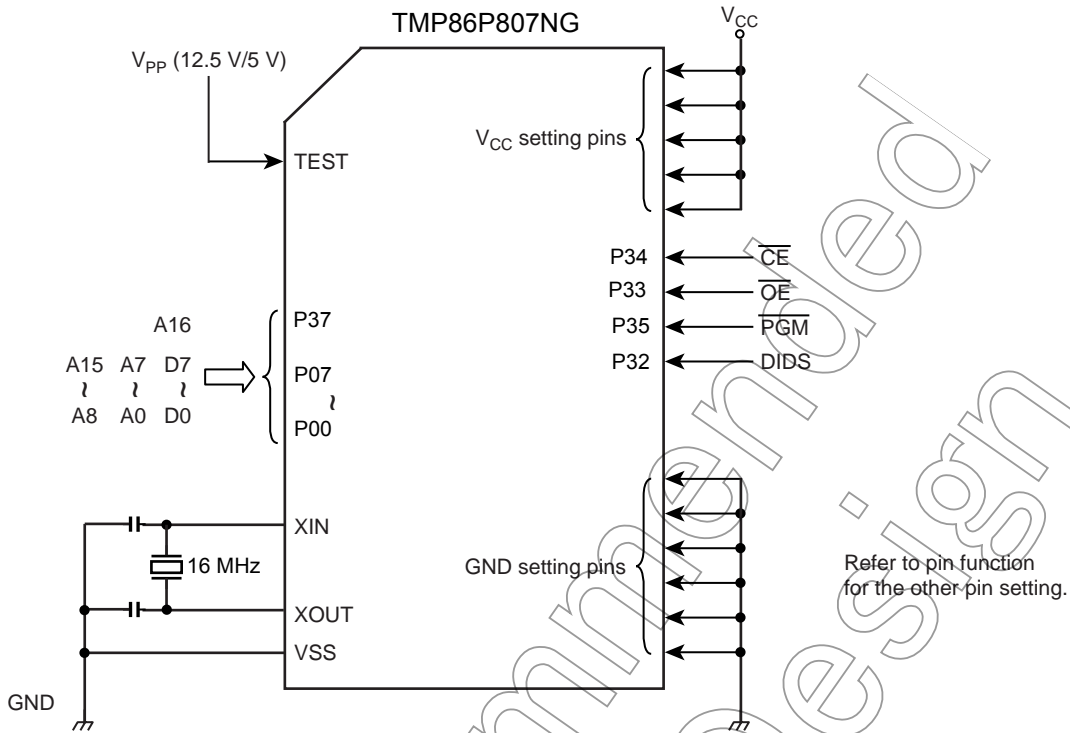 TMP86P807NG
VCC
VPP (12.5 V/5 V)
VCC setting pins
TEST
P34 CE
P33 OE
A16 P37
P35 PGM
A15 A7 D7 P07
P32 DIDS
~ ~ ~ ~
A8 A0 D0 P00
XIN
16 MHz
GND setting pins
Refer to pin function
for the other pin setting.
XOUT
VSS
GND
mmended
esign